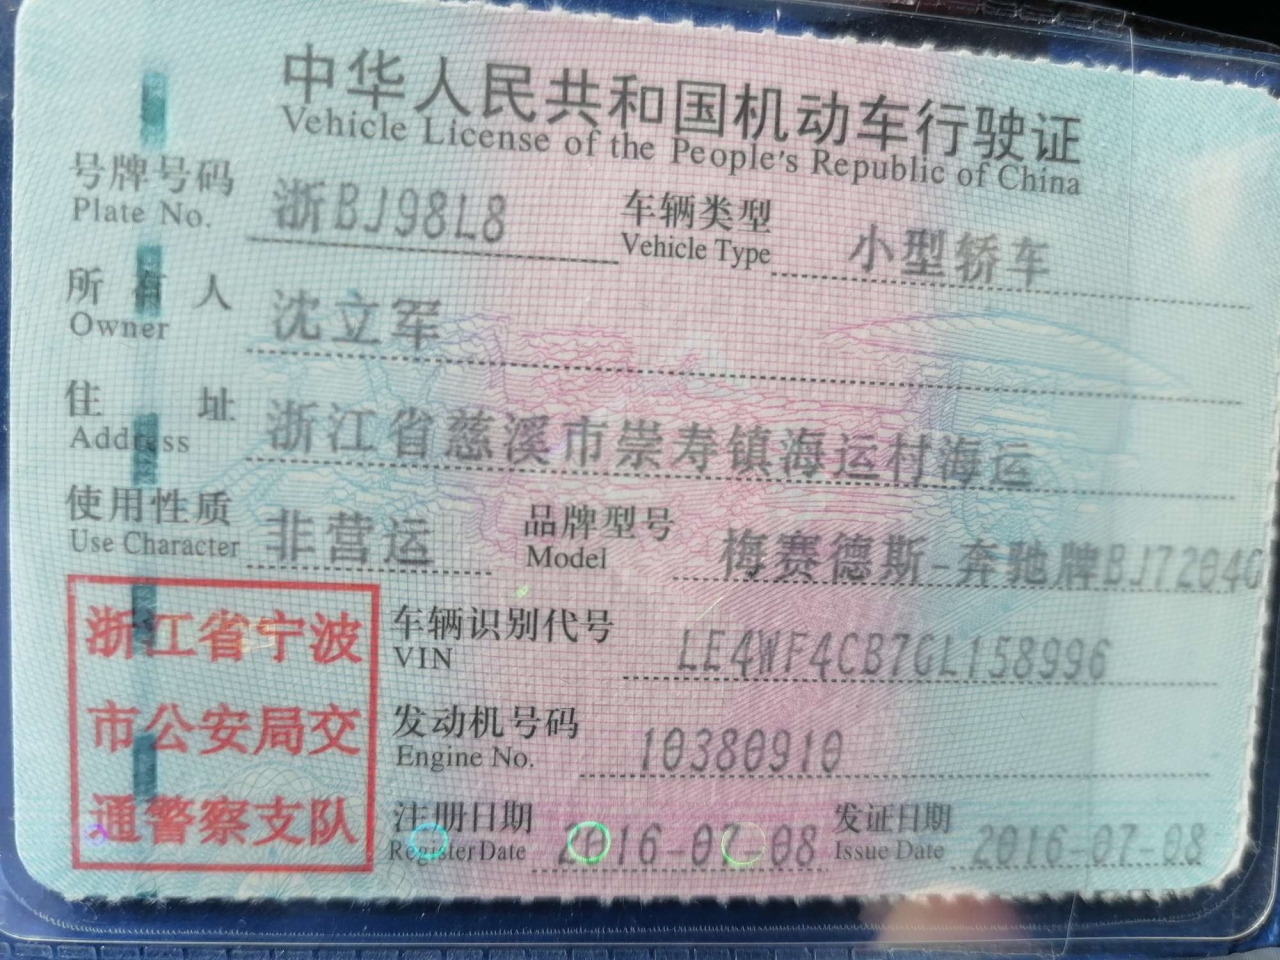 中华人民共和国机动车行驶证
Vehicle License of the People's Republic of China
号牌号码 浙BJ98L8 车辆类型 小型轿车
Plate No. Vehicle Type
所有人 沈立军
Owner
住址 浙江省慈溪市崇寿镇海运村海运
Address
使用性质 非营运 品牌型号 梅赛德斯-奔驰牌BJ7204G
Use Character Model
浙江省宁波
市公安局交
通警察支队
车辆识别代号 LE4WF4CB7GL158996
VIN
发动机号码 10380910
Engine No.
注册日期 2016-07-08 发证日期 2016-07-08
Register Date Issue Date